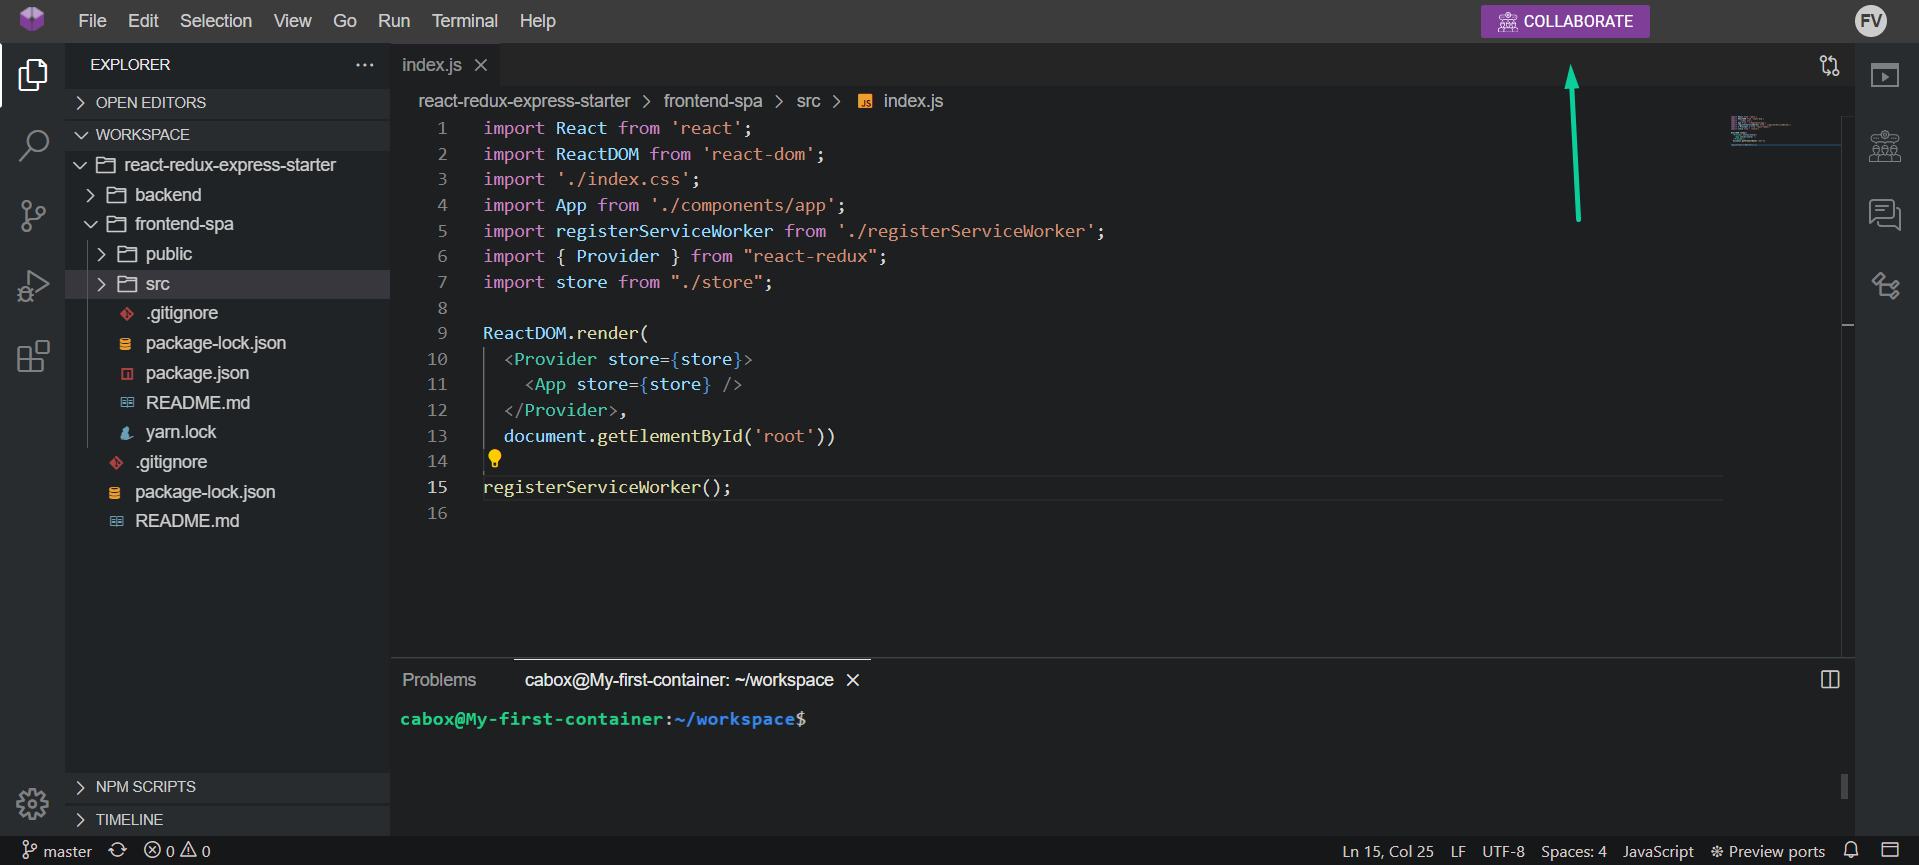 File Edit Selection View Go Run Terminal Help
COLLABORATE
FV
EXPLORER
OPEN EDITORS
WORKSPACE
react-redux-express-starter
backend
frontend-spa
public
src
.gitignore
package-lock.json
package.json
README.md
yarn.lock
.gitignore
package-lock.json
README.md
NPM SCRIPTS
TIMELINE
index.js
react-redux-express-starter > frontend-spa > src > JS index.js
1 import React from 'react';
2 import ReactDOM from 'react-dom';
3 import './index.css';
4 import App from './components/app';
5 import registerServiceWorker from './registerServiceWorker';
6 import { Provider } from "react-redux";
7 import store from "./store";
8
9 ReactDOM.render(
10 <Provider store={store}>
11 <App store={store} />
12 </Provider>,
13 document.getElementById('root'))
14
15 registerServiceWorker();
16
Problems cabox@My-first-container: ~/workspace
cabox@My-first-container:~/workspace$
master 0 0 Ln 15, Col 25 LF UTF-8 Spaces: 4 JavaScript Preview ports